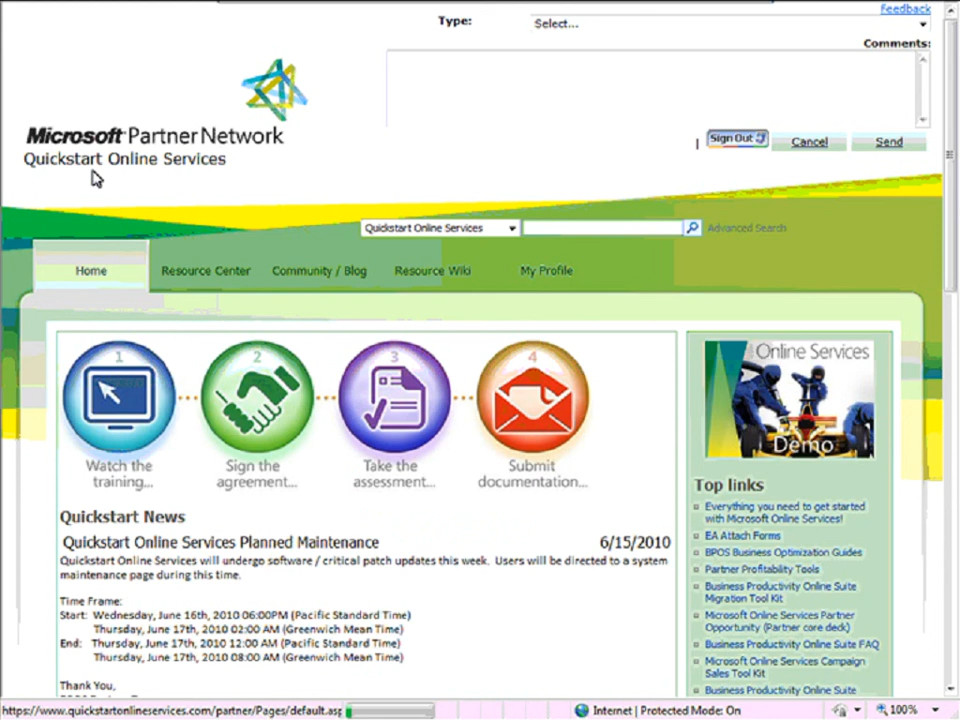 Feedback
Type:
Select...
Comments:
Microsoft Partner Network
Quickstart Online Services
Sign Out
Cancel
Send
Quickstart Online Services
Advanced Search
Home
Resource Center
Community / Blog
Resource Wiki
My Profile
1
2
3
4
Watch the
training...
Sign the
agreement...
Take the
assessment...
Submit
documentation...
Quickstart News
Quickstart Online Services Planned Maintenance 6/15/2010
Quickstart Online Services will undergo software / critical patch updates this week. Users will be directed to a system
maintenance page during this time.
Time Frame:
Start: Wednesday, June 16th, 2010 06:00PM (Pacific Standard Time)
Thursday, June 17th, 2010 02:00 AM (Greenwich Mean Time)
End: Thursday, June 17th, 2010 12:00 AM (Pacific Standard Time)
Thursday, June 17th, 2010 08:00 AM (Greenwich Mean Time)
Thank You,
Online Services
Demo
Top links
Everything you need to get started
with Microsoft Online Services!
EA Attach Forms
BPOS Business Optimization Guides
Partner Profitability Tools
Business Productivity Online Suite
Migration Tool Kit
Microsoft Online Services Partner
Opportunity (Partner core deck)
Business Productivity Online Suite FAQ
Microsoft Online Services Campaign
Sales Tool Kit
Business Productivity Online Suite
https://www.quickstartonlineservices.com/partner/Pages/default.asp
Internet | Protected Mode: On
100%